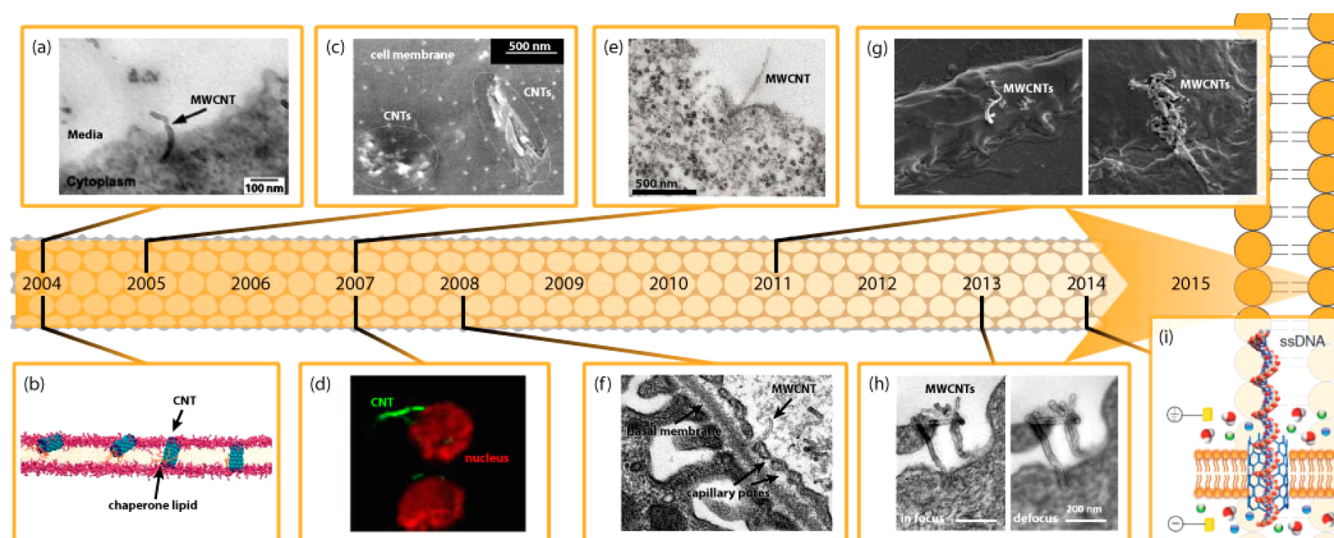 (a)
MWCNT
Media
Cytoplasm
100 nm
(c)
cell membrane
500 nm
CNTs
CNTs
(e)
MWCNT
500 nm
(g)
MWCNTs
MWCNTs
2004
2005
2006
2007
2008
2009
2010
2011
2012
2013
2014
2015
(b)
CNT
chaperone lipid
(d)
CNT
nucleus
(f)
MWCNT
basal membrane
capillary pores
(h)
MWCNTs
in focus
defocus
200 nm
(i)
ssDNA